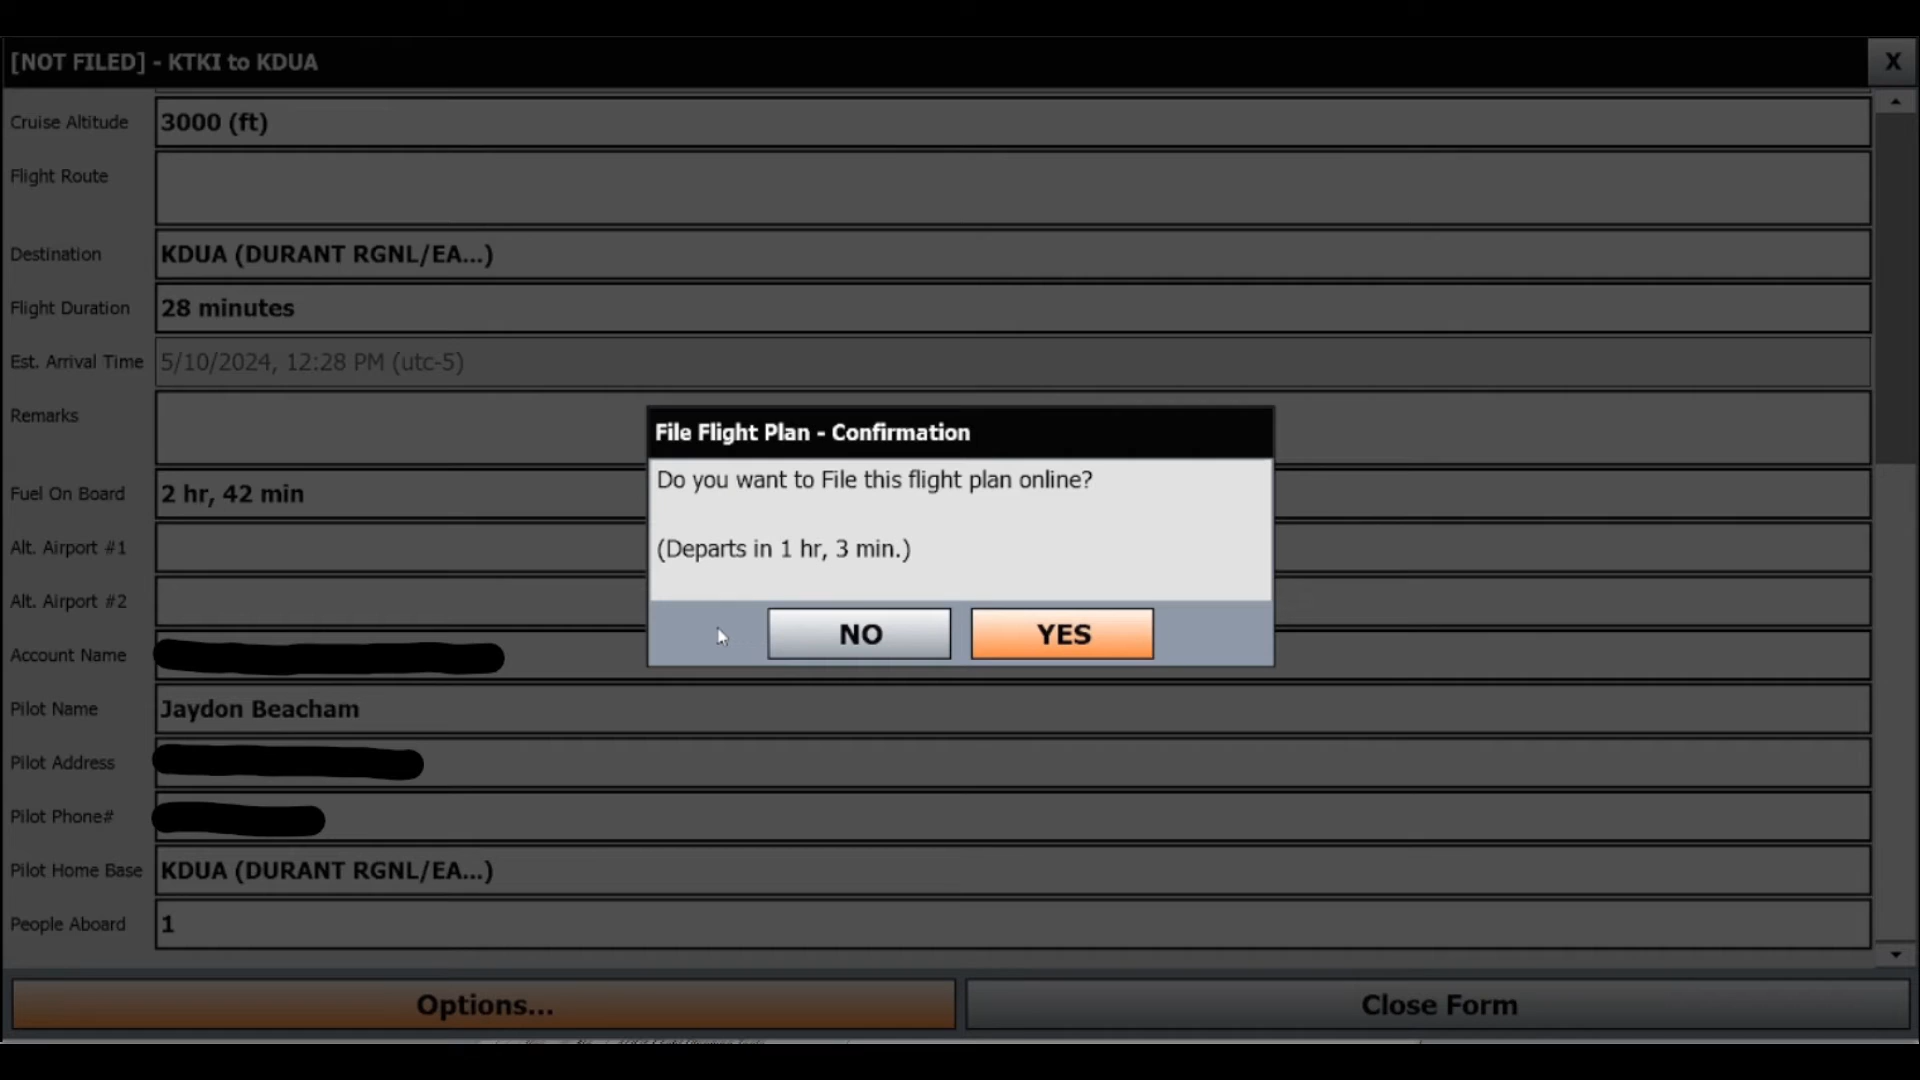 [NOT FILED] - KTKI to KDUA
X
Cruise Altitude
3000 (ft)
Flight Route
Destination
KDUA (DURANT RGNL/EA...)
Flight Duration
28 minutes
Est. Arrival Time
5/10/2024, 12:28 PM (utc-5)
Remarks
File Flight Plan - Confirmation
Do you want to File this flight plan online?
(Departs in 1 hr, 3 min.)
NO
YES
Fuel On Board
2 hr, 42 min
Alt. Airport #1
Alt. Airport #2
Account Name
Pilot Name
Jaydon Beacham
Pilot Address
Pilot Phone#
Pilot Home Base
KDUA (DURANT RGNL/EA...)
People Aboard
1
Options...
Close Form